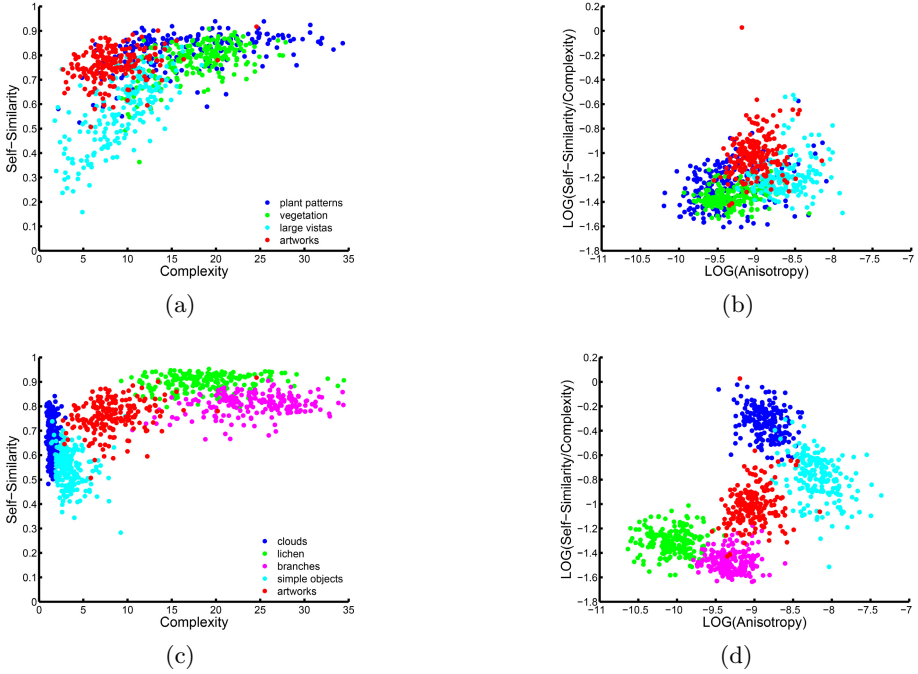 1
0.9
0.8
0.7
0.6
0.5
0.4
0.3
0.2
0.1
0
Self−Similarity
plant patterns
vegetation
large vistas
artworks
0 5 10 15 20 25 30 35
Complexity
(a)
0.2
0
−0.2
−0.4
−0.6
−0.8
−1
−1.2
−1.4
−1.6
−1.8
LOG(Self−Similarity/Complexity)
−11 −10 −9.5 −9 −8.5 −8 −7.5 −7
LOG(Anisotropy)
(b)
1
0.9
0.8
0.7
0.6
0.5
0.4
0.3
0.2
0.1
0
Self−Similarity
clouds
lichen
branches
simple objects
artworks
0 5 10 15 20 25 30 35
Complexity
(c)
0.2
0
−0.2
−0.4
−0.6
−0.8
−1
−1.2
−1.4
−1.6
−1.8
LOG(Self−Similarity/Complexity)
−11 −10 −9.5 −9 −8.5 −8 −7.5 −7
LOG(Anisotropy)
(d)